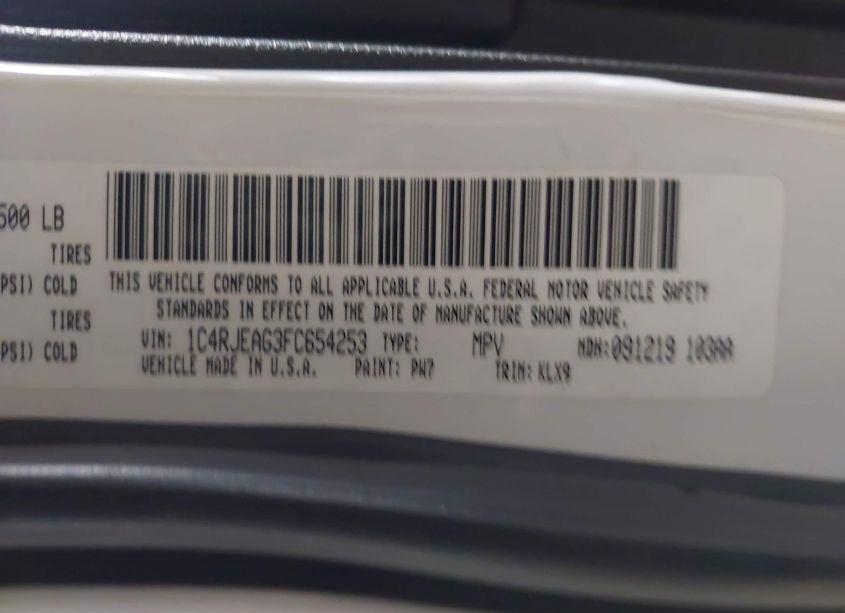 500 LB
TIRES
PSI) COLD
TIRES
PSI) COLD
THIS VEHICLE CONFORMS TO ALL APPLICABLE U.S.A. FEDERAL MOTOR VEHICLE SAFETY
STANDARDS IN EFFECT ON THE DATE OF MANUFACTURE SHOWN ABOVE.
VIN: 1C4RJEAG3FC654253 TYPE: MPV MDH:091219 103AA
VEHICLE MADE IN U.S.A. PAINT: PW7 TRIM: KLX9